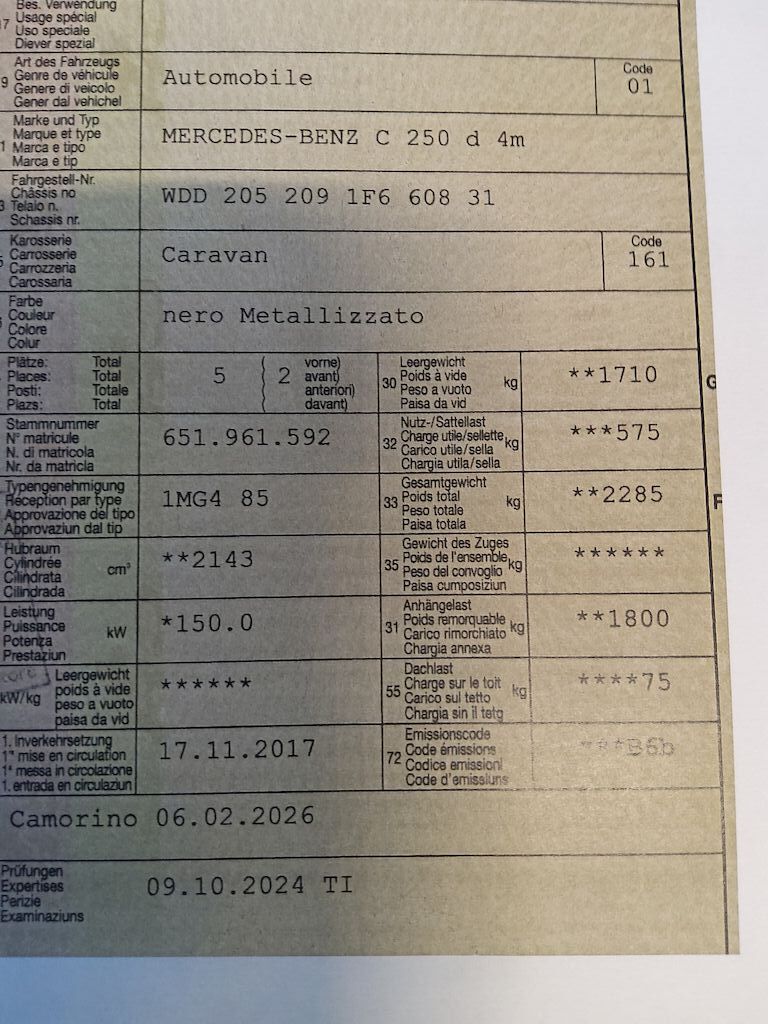 Bes. Verwendung
17 Usage spécial
Uso speciale
Diever spezial
Art des Fahrzeugs
9 Genre de véhicule
Genere di veicolo
Gener dal vehichel
Automobile
Code
01
Marke und Typ
Marque et type
1 Marca e tipo
Marca e tip
MERCEDES-BENZ C 250 d 4m
Fahrgestell-Nr.
Châssis no
3 Telaio n.
Schassis nr.
WDD 205 209 1F6 608 31
Karosserie
Carrosserie
Carrozzeria
Carossaria
Caravan
Code
161
Farbe
Couleur
Colore
Colur
nero Metallizzato
Plätze: Total
Places: Total
Posti: Totale
Plazs: Total
5
( 2
vorne)
avant)
anteriori)
davant)
30
Leergewicht
Poids à vide
Peso a vuoto
Paisa da vid
kg
**1710
G
Stammnummer
N° matricule
N. di matricola
Nr. da matricla
651.961.592
32
Nutz-/Sattellast
Charge utile/sellette
Carico utile/sella
Chargia utila/sella
kg
***575
Typengenehmigung
Réception par type
Approvazione del tipo
Approvaziun dal tip
1MG4 85
33
Gesamtgewicht
Poids total
Peso totale
Paisa totala
kg
**2285
F
Hubraum
Cylindrée
Cilindrata
Cilindrada
cm³
**2143
35
Gewicht des Zuges
Poids de l'ensemble
Peso del convoglio
Paisa cumposiziun
kg
******
Leistung
Puissance
Potenza
Prestaziun
kW
*150.0
31
Anhängelast
Poids remorquable
Carico rimorchiato
Chargia annexa
kg
**1800
kW/kg
Leergewicht
poids à vide
peso a vuoto
paisa da vid
******
55
Dachlast
Charge sur le toit
Carico sul tetto
Chargia sin il tetg
kg
****75
1. Inverkehrsetzung
1re mise en circulation
1a messa in circolazione
1. entrada en circulaziun
17.11.2017
72
Emissionscode
Code émissions
Codice emissioni
Code d'emissiuns
***B6b
Camorino 06.02.2026
Prüfungen
Expertises
Perizie
Examinaziuns
09.10.2024 TI